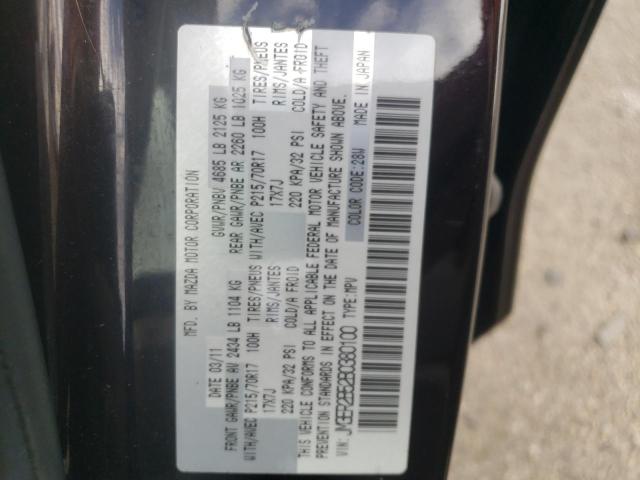 MFD. BY MAZDA MOTOR CORPORATION
DATE 03/11 GVWR/PNBV 4685 LB 2125 KG
FRONT GAWR/PNBE AV 2434 LB 1104 KG REAR GAWR/PNBE AR 2260 LB 1025 KG
WITH/AVEC P215/70R17 100H TIRES/PNEUS WITH/AVEC P215/70R17 100H TIRES/PNEUS
17X7J RIMS/JANTES 17X7J RIMS/JANTES
220 KPA/32 PSI COLD/A FROID 220 KPA/32 PSI COLD/A FROID
THIS VEHICLE CONFORMS TO ALL APPLICABLE FEDERAL MOTOR VEHICLE SAFETY AND THEFT
PREVENTION STANDARDS IN EFFECT ON THE DATE OF MANUFACTURE SHOWN ABOVE.
VIN: TYPE:MPV COLOR CODE:28W MADE IN JAPAN